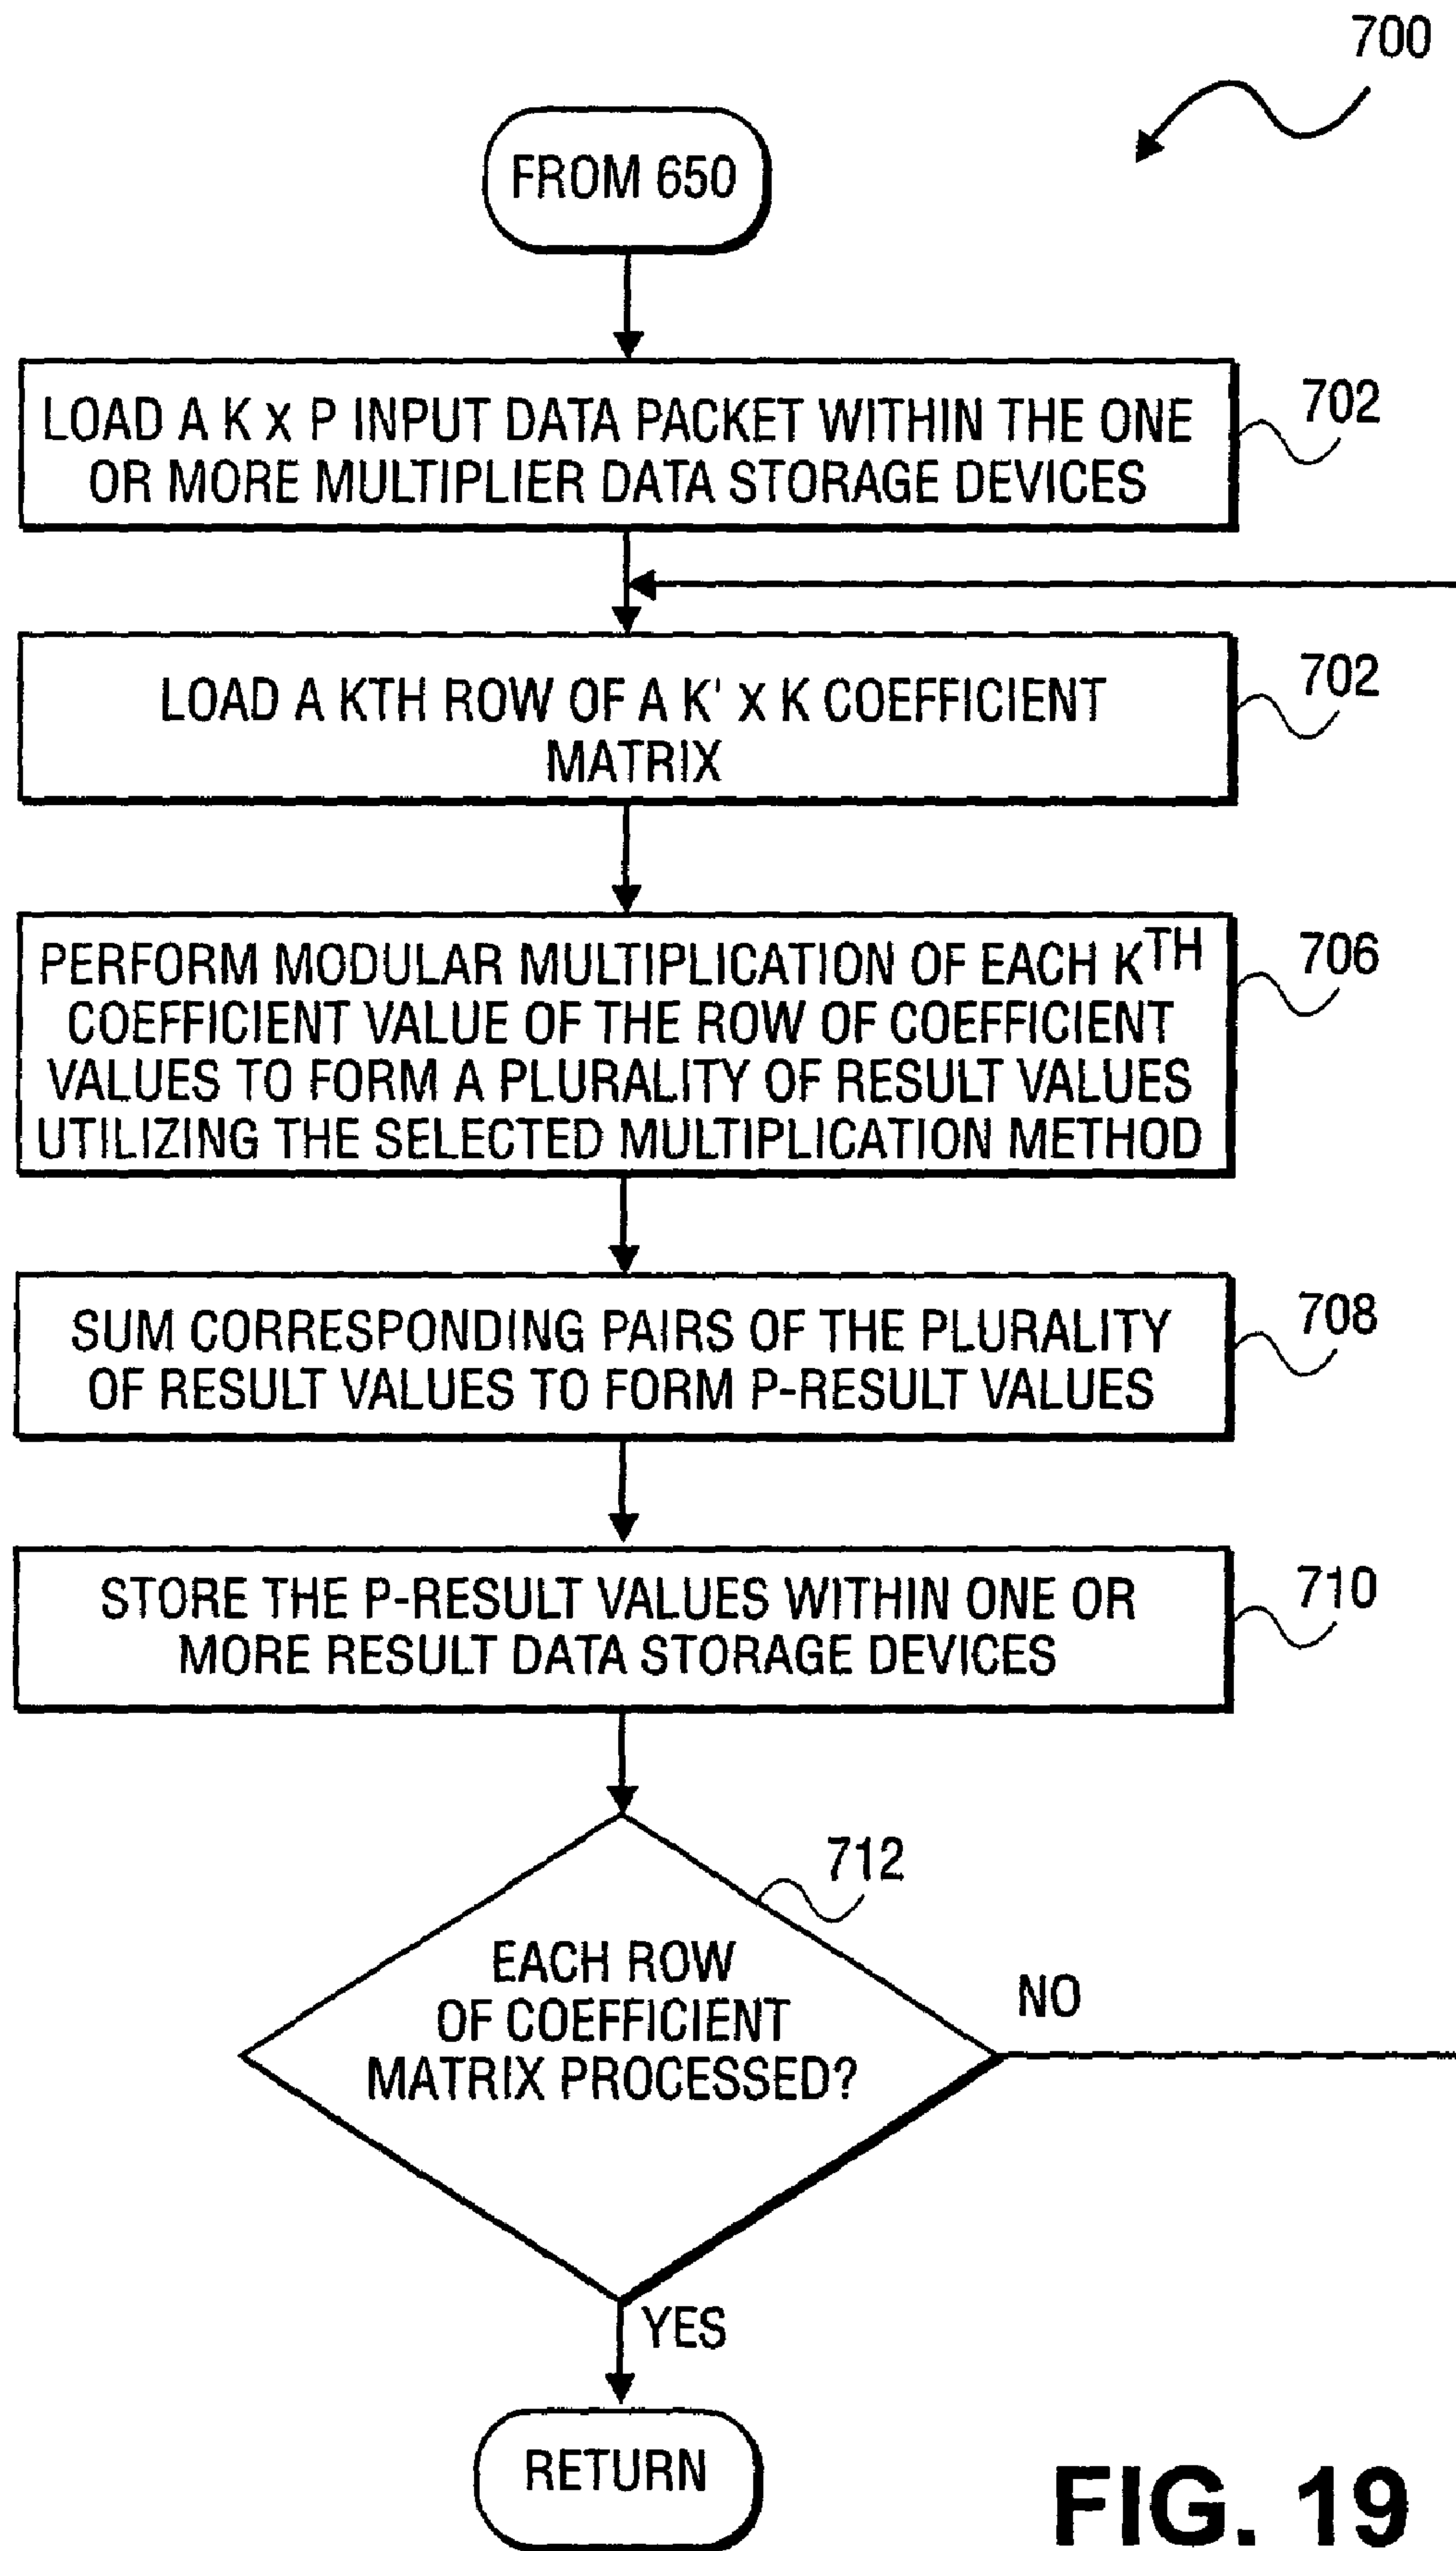 700
FROM 650
LOAD A K x P INPUT DATA PACKET WITHIN THE ONE
OR MORE MULTIPLIER DATA STORAGE DEVICES
702
LOAD A KTH ROW OF A K' x K COEFFICIENT
MATRIX
702
PERFORM MODULAR MULTIPLICATION OF EACH KTH
COEFFICIENT VALUE OF THE ROW OF COEFFICIENT
VALUES TO FORM A PLURALITY OF RESULT VALUES
UTILIZING THE SELECTED MULTIPLICATION METHOD
706
SUM CORRESPONDING PAIRS OF THE PLURALITY
OF RESULT VALUES TO FORM P-RESULT VALUES
708
STORE THE P-RESULT VALUES WITHIN ONE OR
MORE RESULT DATA STORAGE DEVICES
710
712
EACH ROW
OF COEFFICIENT
MATRIX PROCESSED?
NO
YES
RETURN
FIG. 19